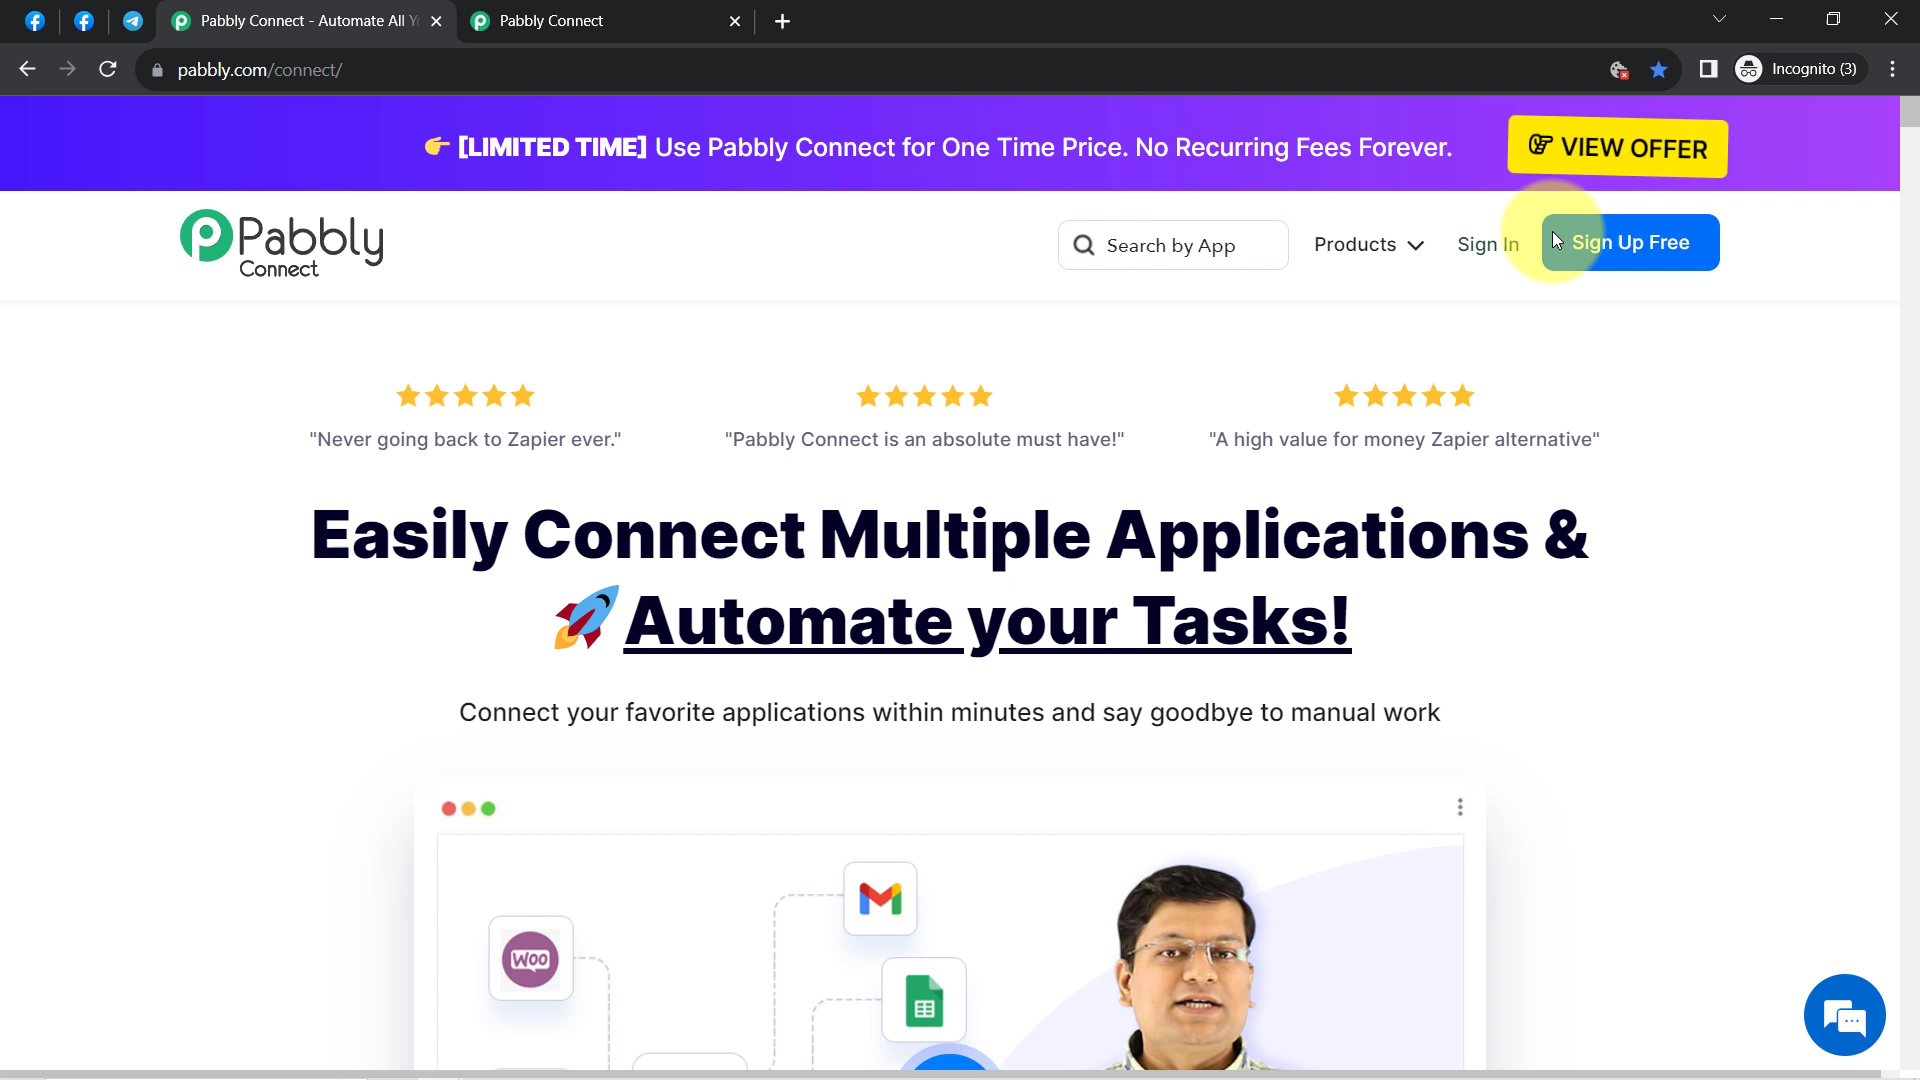 Pabbly Connect - Automate All Y
Pabbly Connect
pabbly.com/connect/
Incognito (3)
[LIMITED TIME] Use Pabbly Connect for One Time Price. No Recurring Fees Forever.
VIEW OFFER
Pabbly
Connect
Search by App
Products
Sign In
Sign Up Free
"Never going back to Zapier ever."
"Pabbly Connect is an absolute must have!"
"A high value for money Zapier alternative"
Easily Connect Multiple Applications &
Automate your Tasks!
Connect your favorite applications within minutes and say goodbye to manual work
WOO